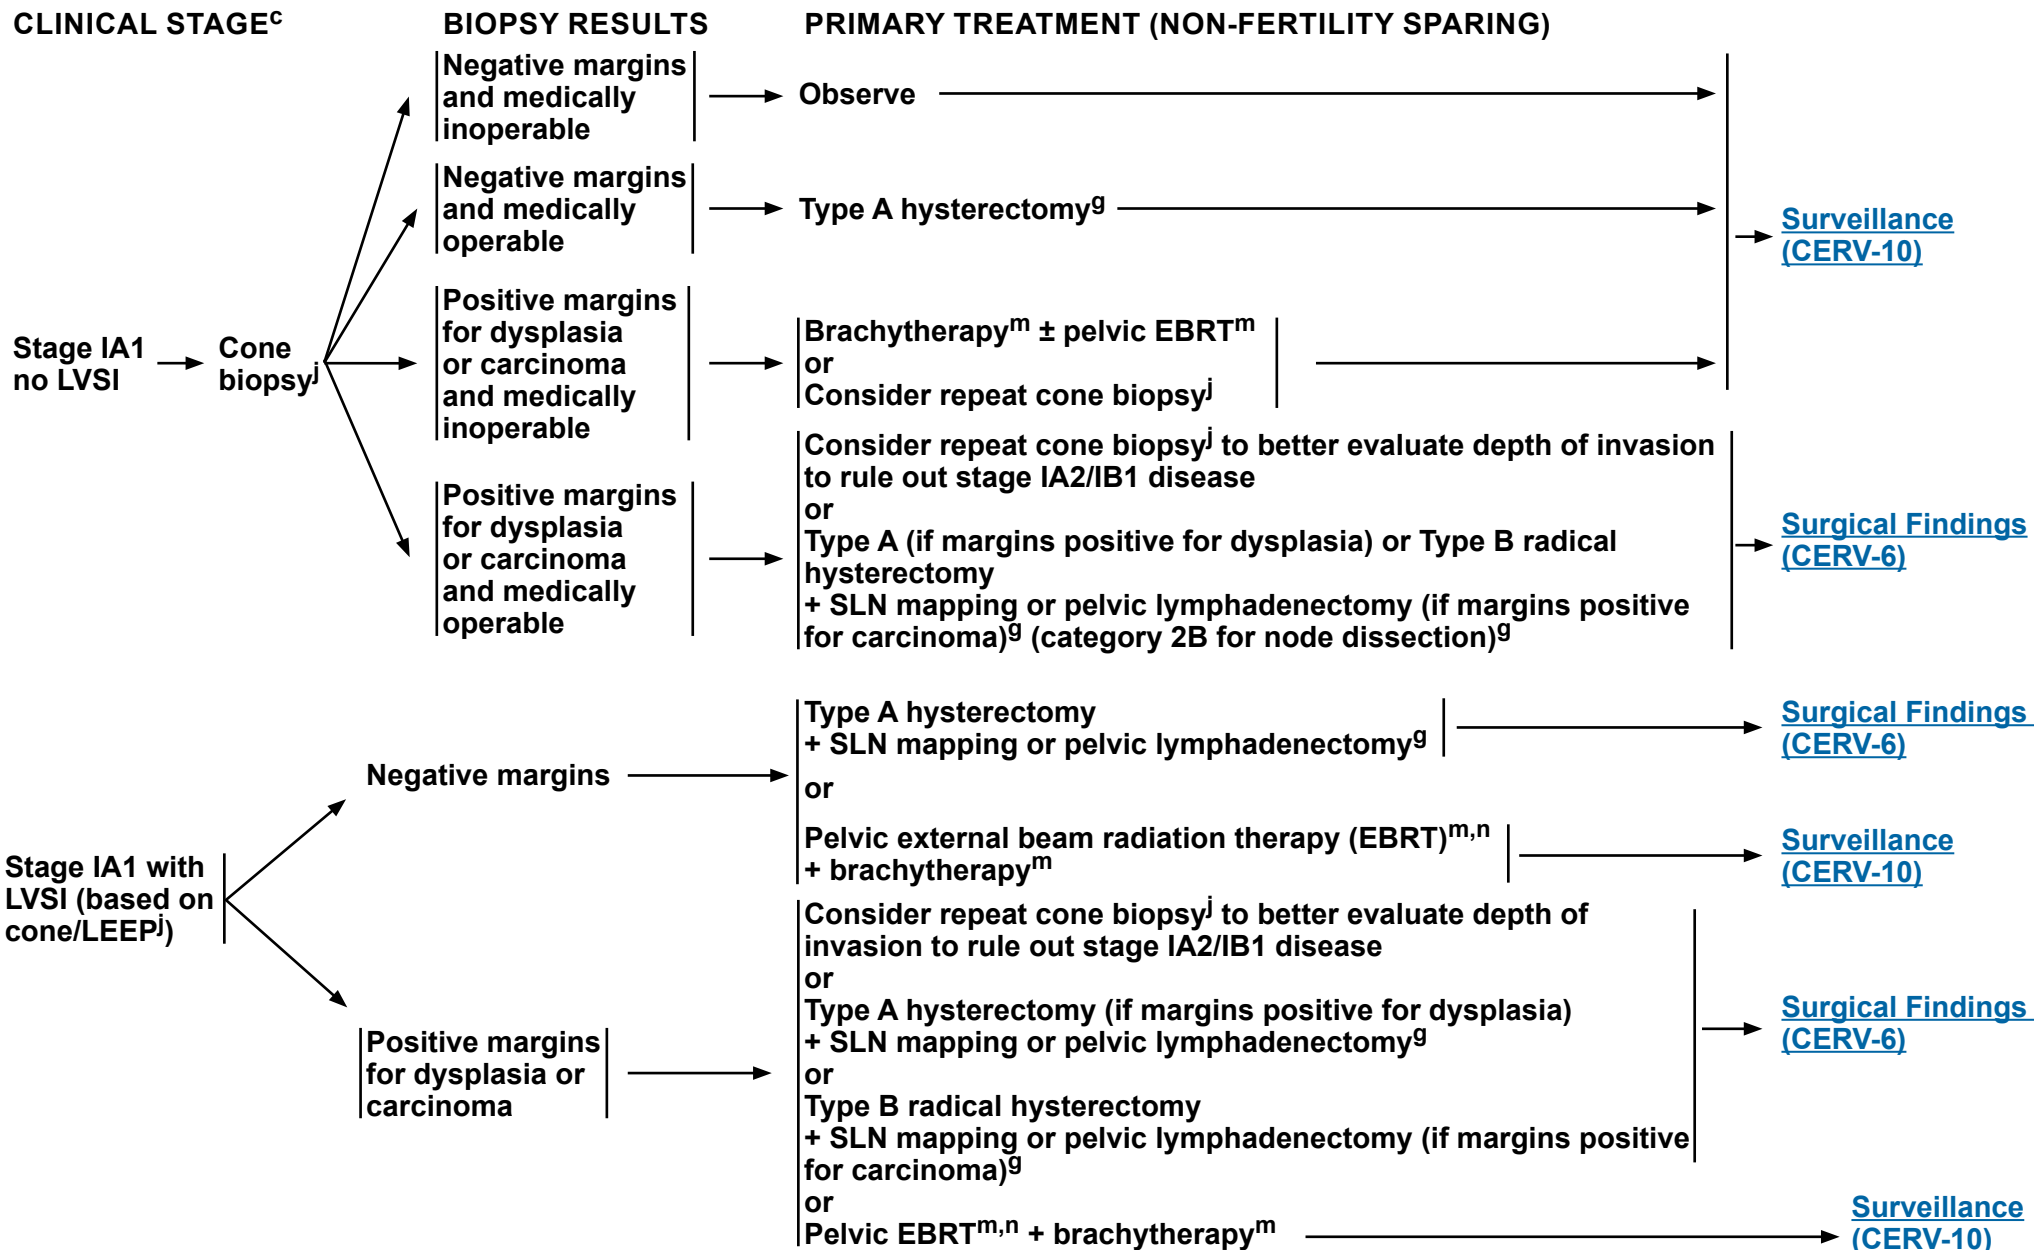 CLINICAL STAGEᶜ
BIOPSY RESULTS
PRIMARY TREATMENT (NON-FERTILITY SPARING)
Stage IA1
no LVSI
Cone
biopsyʲ
Negative margins
and medically
inoperable
Observe
Negative margins
and medically
operable
Type A hysterectomyᵍ
Positive margins
for dysplasia
or carcinoma
and medically
inoperable
Brachytherapyᵐ ± pelvic EBRTᵐ
or
Consider repeat cone biopsyʲ
Surveillance
(CERV-10)
Positive margins
for dysplasia
or carcinoma
and medically
operable
Consider repeat cone biopsyʲ to better evaluate depth of invasion
to rule out stage IA2/IB1 disease
or
Type A (if margins positive for dysplasia) or Type B radical
hysterectomy
+ SLN mapping or pelvic lymphadenectomy (if margins positive
for carcinoma)ᵍ (category 2B for node dissection)ᵍ
Surgical Findings
(CERV-6)
Stage IA1 with
LVSI (based on
cone/LEEPʲ)
Negative margins
Type A hysterectomy
+ SLN mapping or pelvic lymphadenectomyᵍ
Surgical Findings
(CERV-6)
or
Pelvic external beam radiation therapy (EBRT)ᵐ,ⁿ
+ brachytherapyᵐ
Surveillance
(CERV-10)
Positive margins
for dysplasia or
carcinoma
Consider repeat cone biopsyʲ to better evaluate depth of
invasion to rule out stage IA2/IB1 disease
or
Type A hysterectomy (if margins positive for dysplasia)
+ SLN mapping or pelvic lymphadenectomyᵍ
or
Type B radical hysterectomy
+ SLN mapping or pelvic lymphadenectomy (if margins positive
for carcinoma)ᵍ
Surgical Findings
(CERV-6)
or
Pelvic EBRTᵐ,ⁿ + brachytherapyᵐ
Surveillance
(CERV-10)